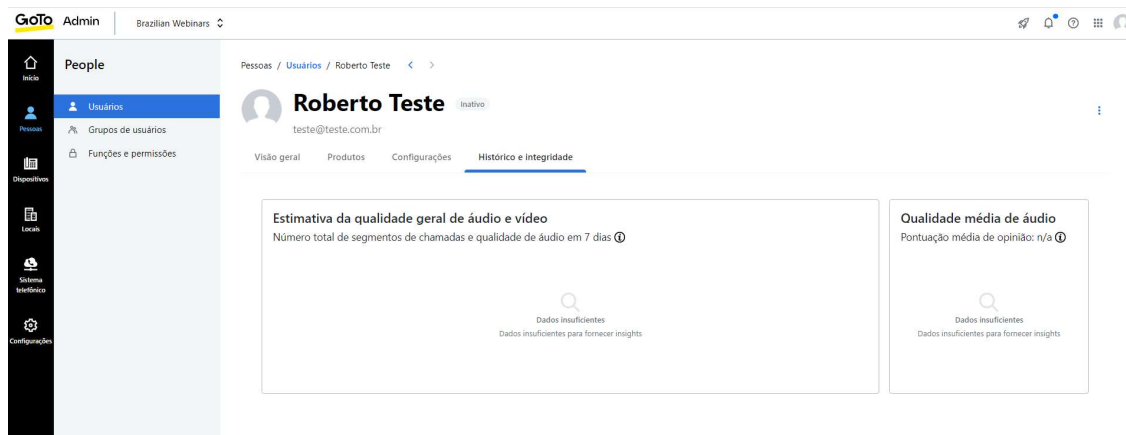 GoTo Admin Brazilian Webinars
Início
Pessoas
Dispositivos
Locais
Sistema
telefônico
Configurações
People
Usuários
Grupos de usuários
Funções e permissões
Pessoas / Usuários / Roberto Teste < >
Roberto Teste Inativo
teste@teste.com.br
Visão geral Produtos Configurações Histórico e integridade
Estimativa da qualidade geral de áudio e vídeo
Número total de segmentos de chamadas e qualidade de áudio em 7 dias
Dados insuficientes
Dados insuficientes para fornecer insights
Qualidade média de áudio
Pontuação média de opinião: n/a
Dados insuficientes
Dados insuficientes para fornecer insights